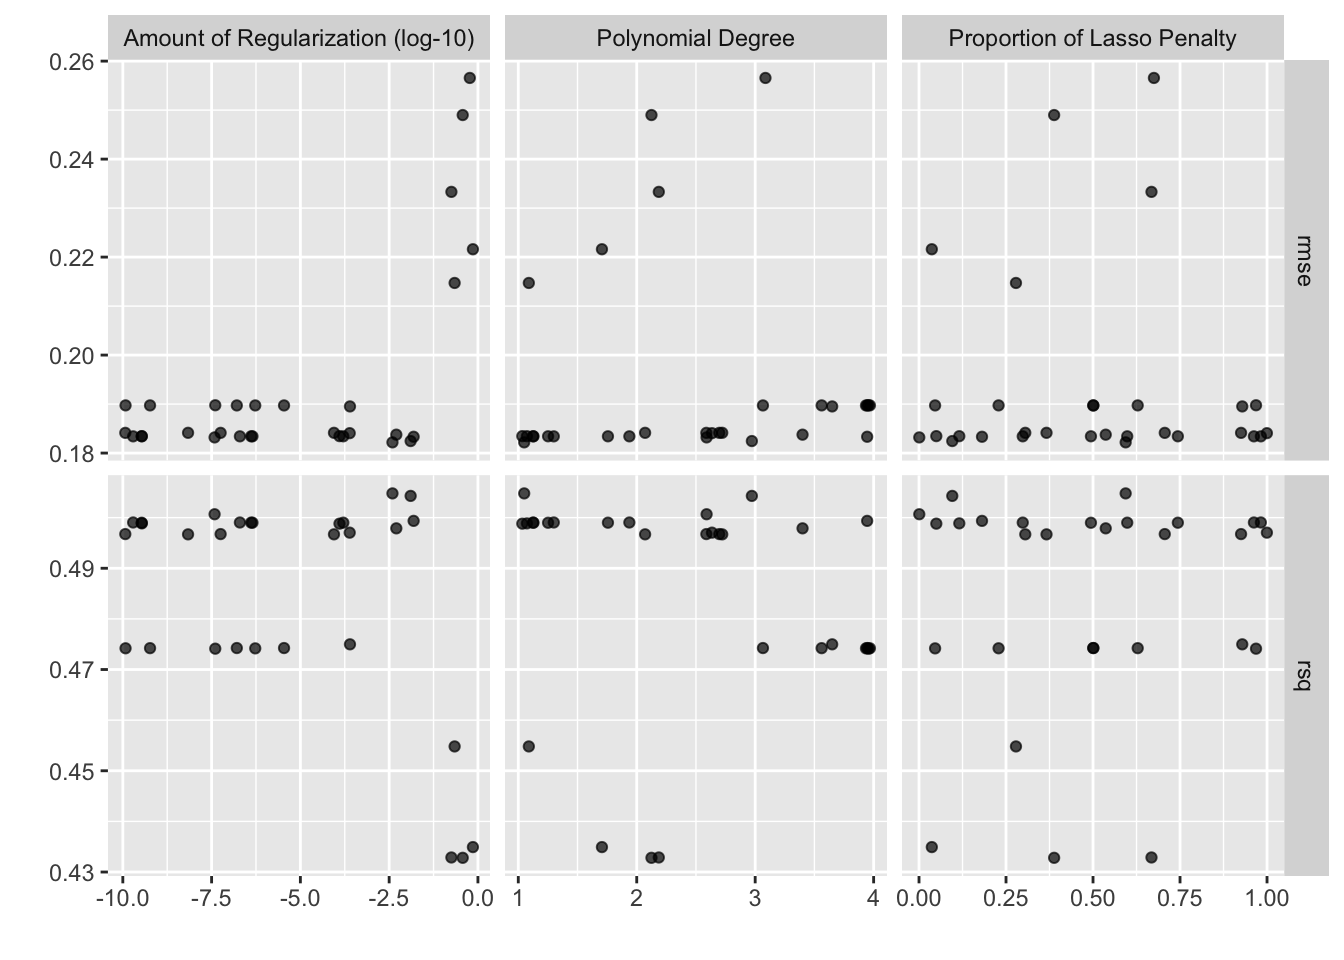 Amount of Regularization (log-10) Polynomial Degree Proportion of Lasso Penalty
0.26
0.24
0.22
0.20
0.18
rmse
0.49
0.47
0.45
0.43
rsq
-10.0 -7.5 -5.0 -2.5 0.0 1 2 3 4 0.00 0.25 0.50 0.75 1.00